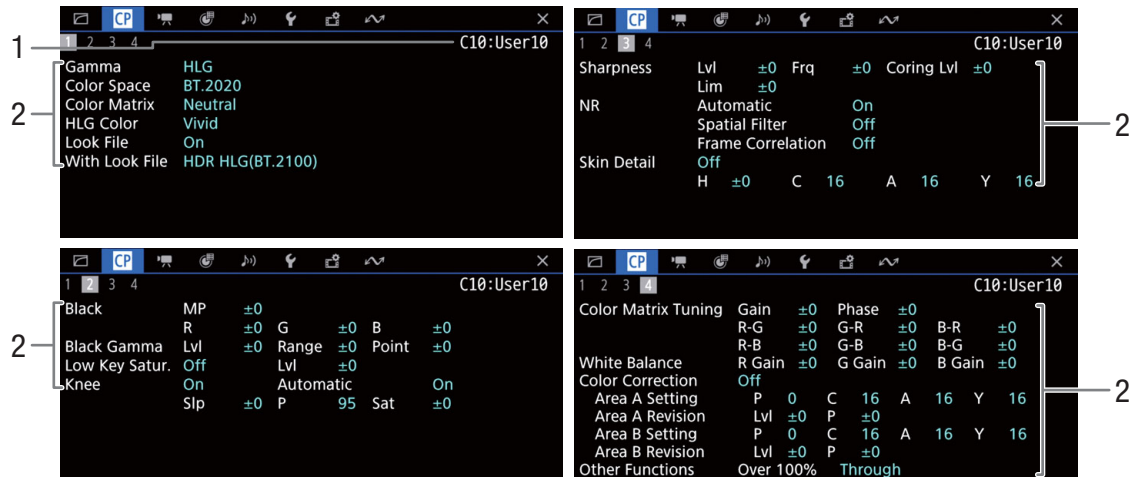 CP
1 2 3 4 C10:User10
1
Gamma HLG
Color Space BT.2020
Color Matrix Neutral
HLG Color Vivid
Look File On
With Look File HDR HLG(BT.2100)
2
CP
1 2 3 4 C10:User10
Sharpness Lvl ±0 Frq ±0 Coring Lvl ±0
Lim ±0
NR Automatic On
Spatial Filter Off
Frame Correlation Off
Skin Detail Off
H ±0 C 16 A 16 Y 16
2
CP
1 2 3 4 C10:User10
Black MP ±0
R ±0 G ±0 B ±0
Black Gamma Lvl ±0 Range ±0 Point ±0
Low Key Satur. Off Lvl ±0
Knee On Automatic On
Slp ±0 P 95 Sat ±0
2
CP
1 2 3 4 C10:User10
Color Matrix Tuning Gain ±0 Phase ±0
R-G ±0 G-R ±0 B-R ±0
R-B ±0 G-B ±0 B-G ±0
White Balance R Gain ±0 G Gain ±0 B Gain ±0
Color Correction Off
Area A Setting P 0 C 16 A 16 Y 16
Area A Revision Lvl ±0 P ±0
Area B Setting P 0 C 16 A 16 Y 16
Area B Revision Lvl ±0 P ±0
Other Functions Over 100% Through
2